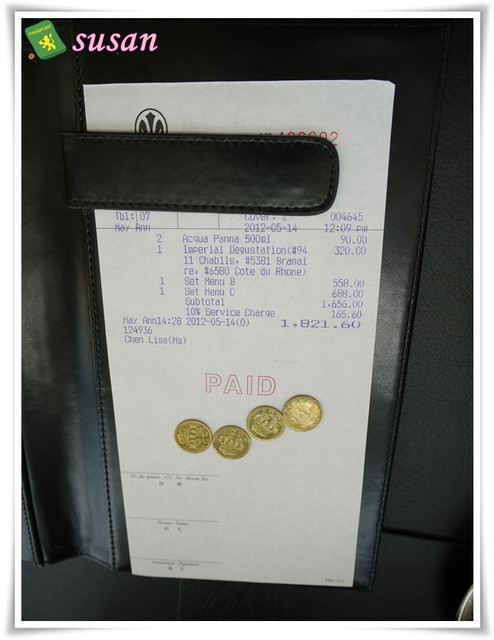 PASSPORT
susan
Tbl: 07 Cover: 2 004645
May Ann 2012-05-14 12:09 pm
2 Acqua Panna 500ml 90.00
1 Imperial Degustation(#94 320.00
11 Chablis, #5381 Branai
re, #6580 Cote du Rhone)
1 Set Menu B 558.00
1 Set Menu C 688.00
Subtotal 1,656.00
10% Service Charge 165.60
May Ann14:28 2012-05-14(0) 1,821.60
124936
Chen Lisa(Ms)
PAID